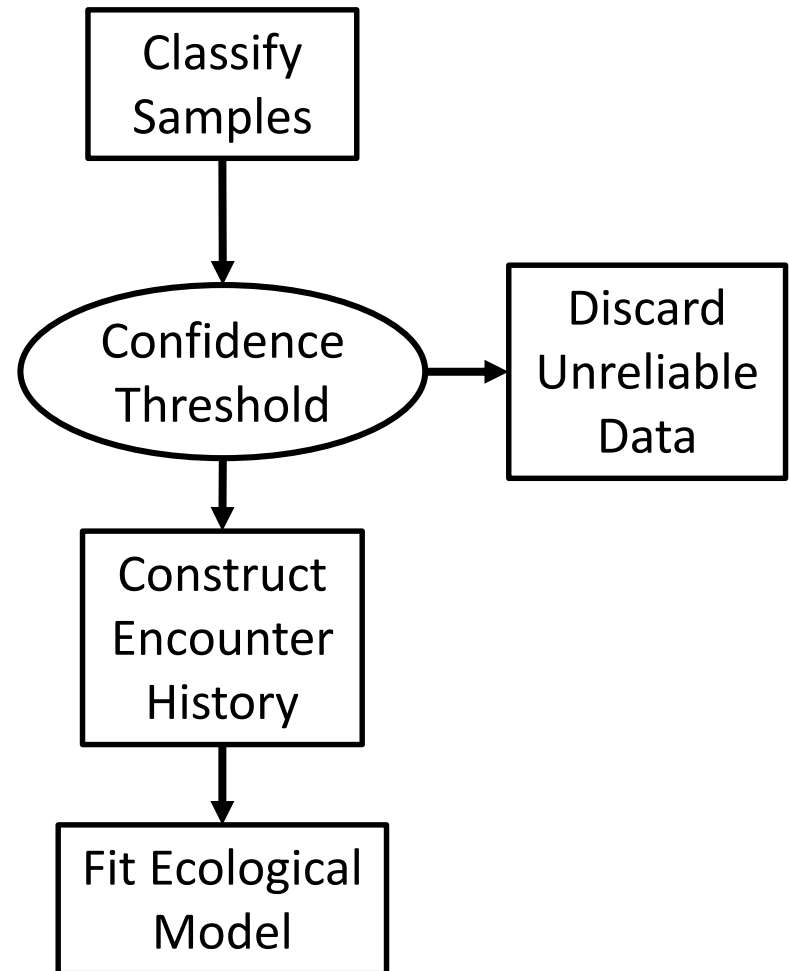 Classify
Samples
Confidence
Threshold
Discard
Unreliable
Data
Construct
Encounter
History
Fit Ecological
Model